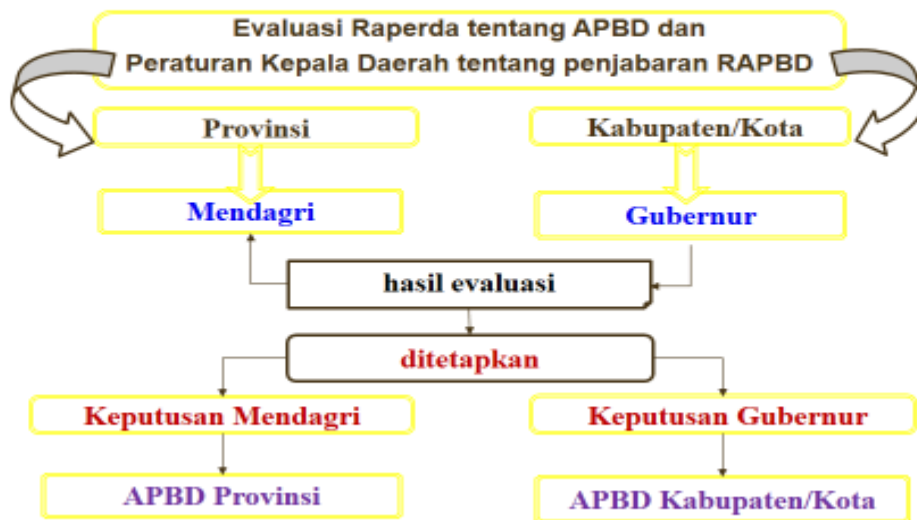 Evaluasi Raperda tentang APBD dan
Peraturan Kepala Daerah tentang penjabaran RAPBD
Provinsi
Kabupaten/Kota
Mendagri
Gubernur
hasil evaluasi
ditetapkan
Keputusan Mendagri
Keputusan Gubernur
APBD Provinsi
APBD Kabupaten/Kota